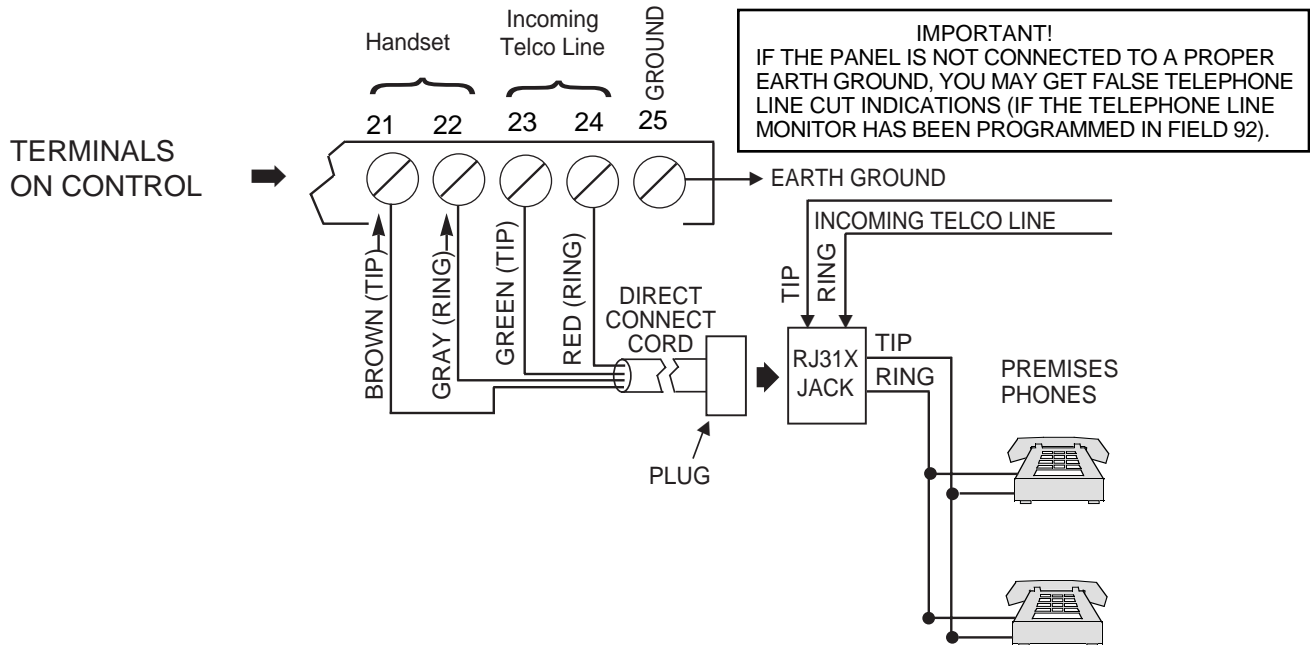 Handset
Incoming
Telco Line
GROUND
IMPORTANT!
IF THE PANEL IS NOT CONNECTED TO A PROPER
EARTH GROUND, YOU MAY GET FALSE TELEPHONE
LINE CUT INDICATIONS (IF THE TELEPHONE LINE
MONITOR HAS BEEN PROGRAMMED IN FIELD 92).
21 22 23 24 25
TERMINALS
ON CONTROL
EARTH GROUND
INCOMING TELCO LINE
BROWN (TIP)
GRAY (RING)
GREEN (TIP)
RED (RING)
TIP
RING
DIRECT
CONNECT
CORD
RJ31X
JACK
TIP
RING
PREMISES
PHONES
PLUG